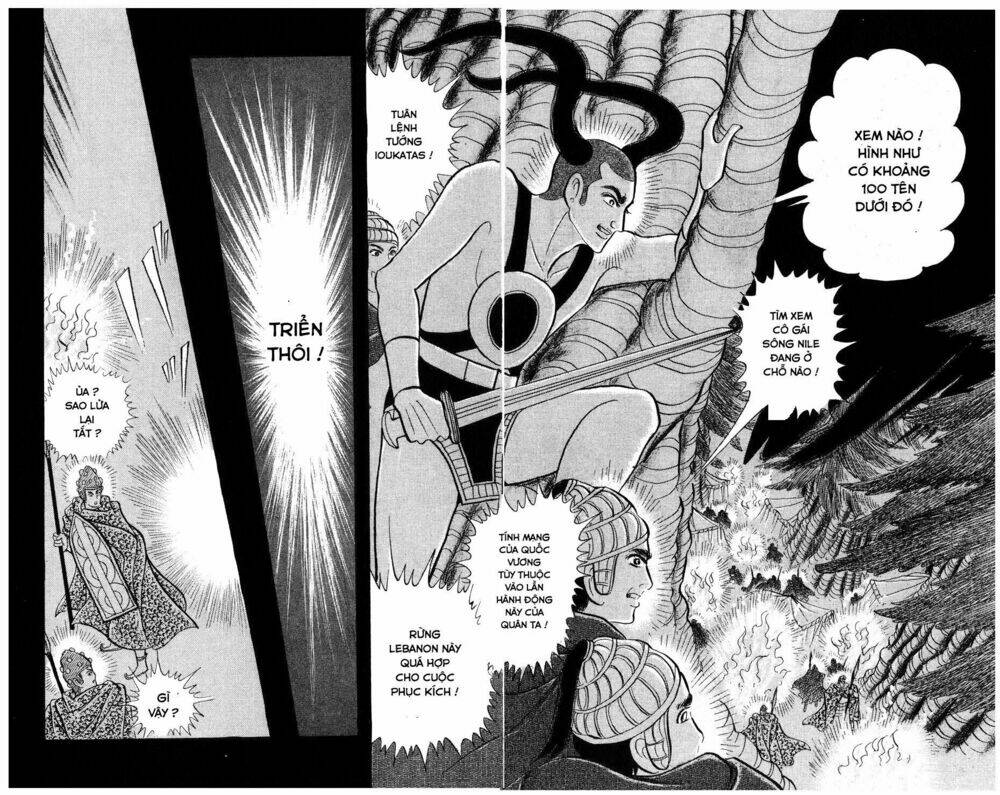 XEM NÀO !
HÌNH NHƯ
CÓ KHOẢNG
100 TÊN
DƯỚI ĐÓ !
TÌM XEM
CÔ GÁI
SÔNG NILE
ĐANG Ở
CHỖ NÀO !
TÍNH MẠNG
CỦA QUỐC
VƯƠNG
TÙY THUỘC
VÀO LẦN
HÀNH ĐỘNG
NÀY CỦA
QUÂN TA !
RỪNG
LEBANON NÀY
QUÁ HỢP
CHO CUỘC
PHỤC KÍCH !
TUÂN
LỆNH
TƯỚNG
IOUKATAS !
TRIỂN
THÔI !
ỦA ?
SAO LỬA
LẠI
TẮT ?
GÌ
VẬY ?